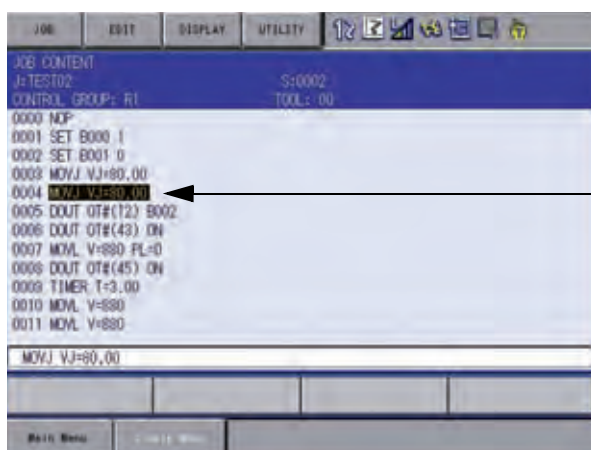 JOB EDIT DISPLAY UTILITY
JOB CONTENT
J:TEST02 S:0002
CONTROL GROUP: R1 TOOL: 00
0000 NOP
0001 SET B000 1
0002 SET B001 0
0003 MOVJ VJ=80.00
0004 MOVJ VJ=80.00
0005 DOUT OT#(12) B002
0006 DOUT OT#(43) ON
0007 MOVL V=880 PL=0
0008 DOUT OT#(45) ON
0009 TIMER T=3.00
0010 MOVL V=880
0011 MOVL V=880
MOVJ VJ=80.00
Main Menu Simple Menu